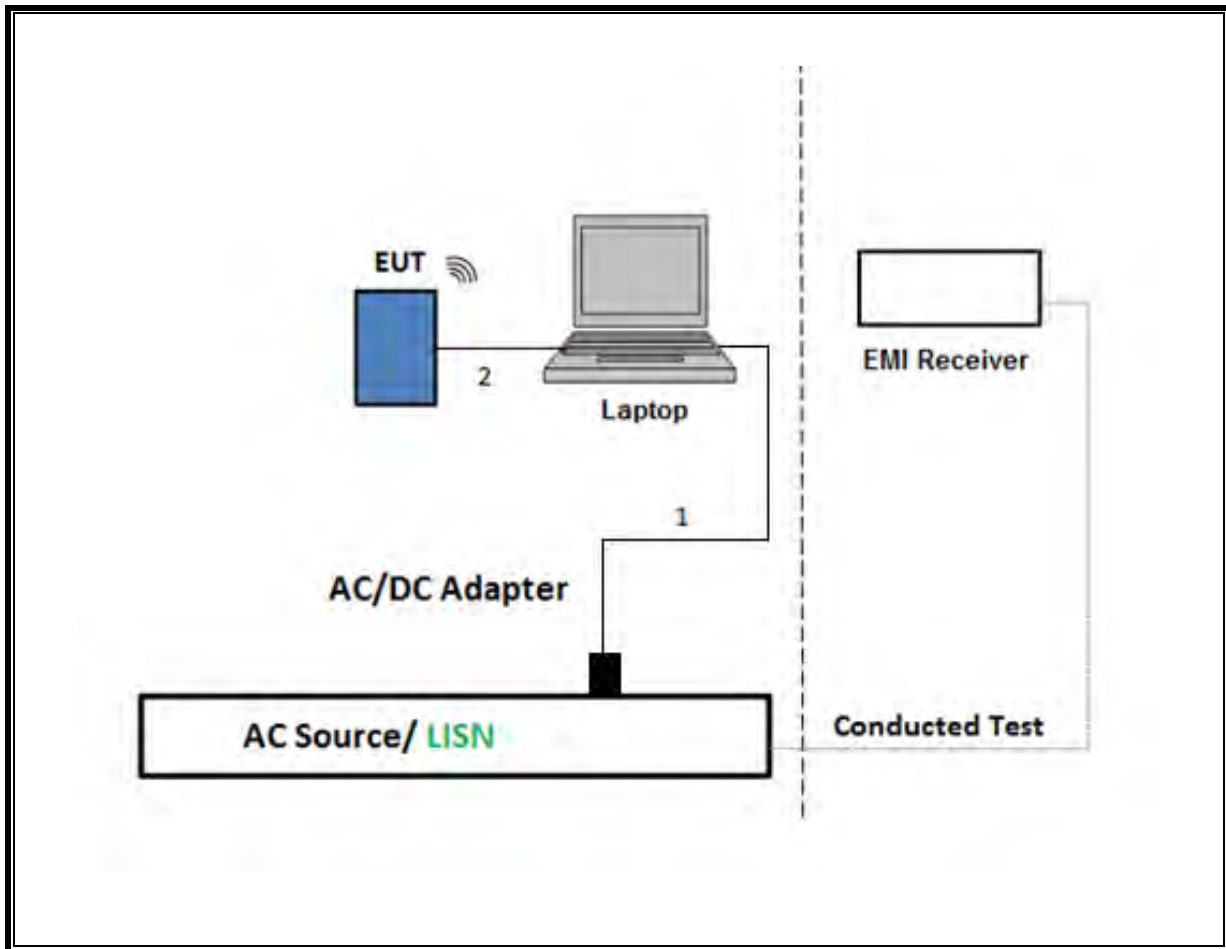 EUT
EMI Receiver
2
Laptop
1
AC/DC Adapter
AC Source/ LISN
Conducted Test